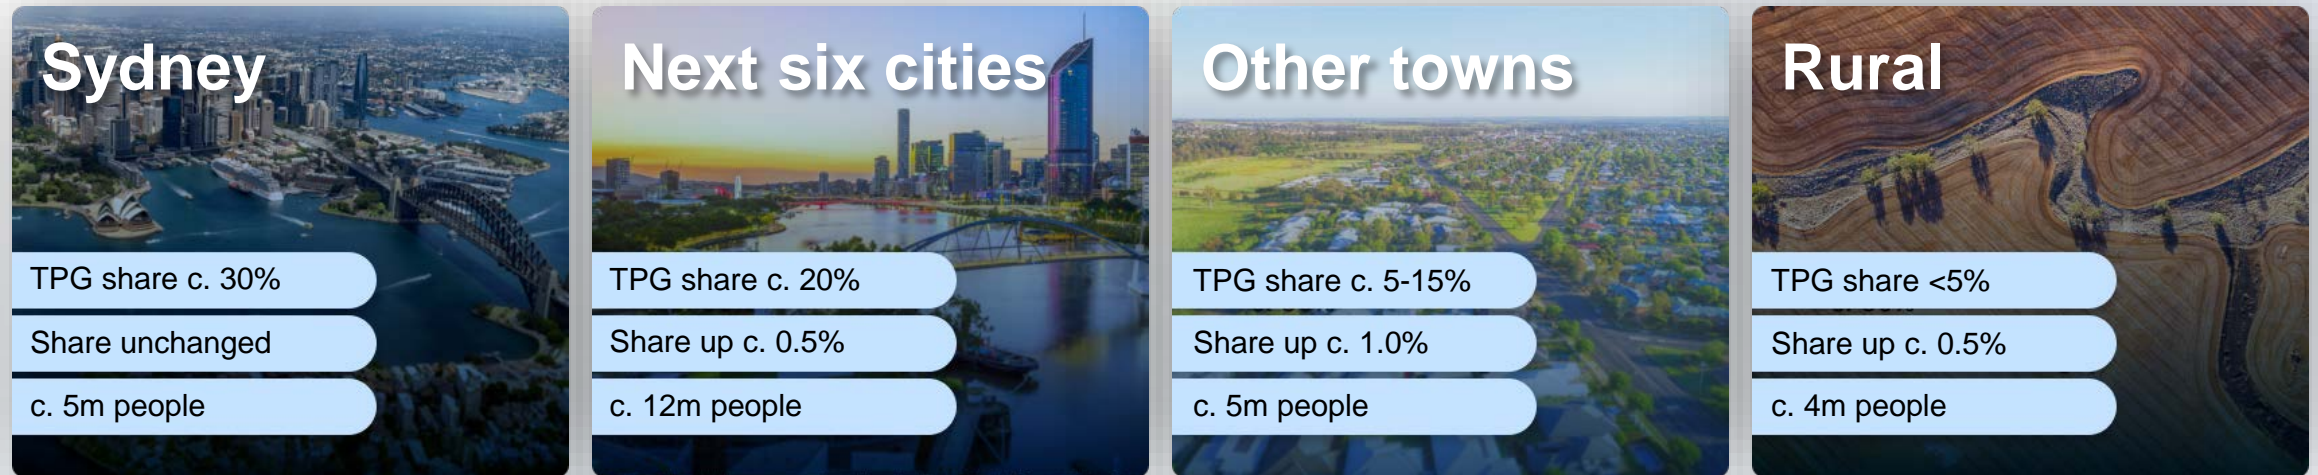 Sydney
TPG share c. 30%
Share unchanged
c. 5m people
Next six cities
TPG share c. 20%
Share up c. 0.5%
c. 12m people
Other towns
TPG share c. 5-15%
Share up c. 1.0%
c. 5m people
Rural
TPG share <5%
Share up c. 0.5%
c. 4m people